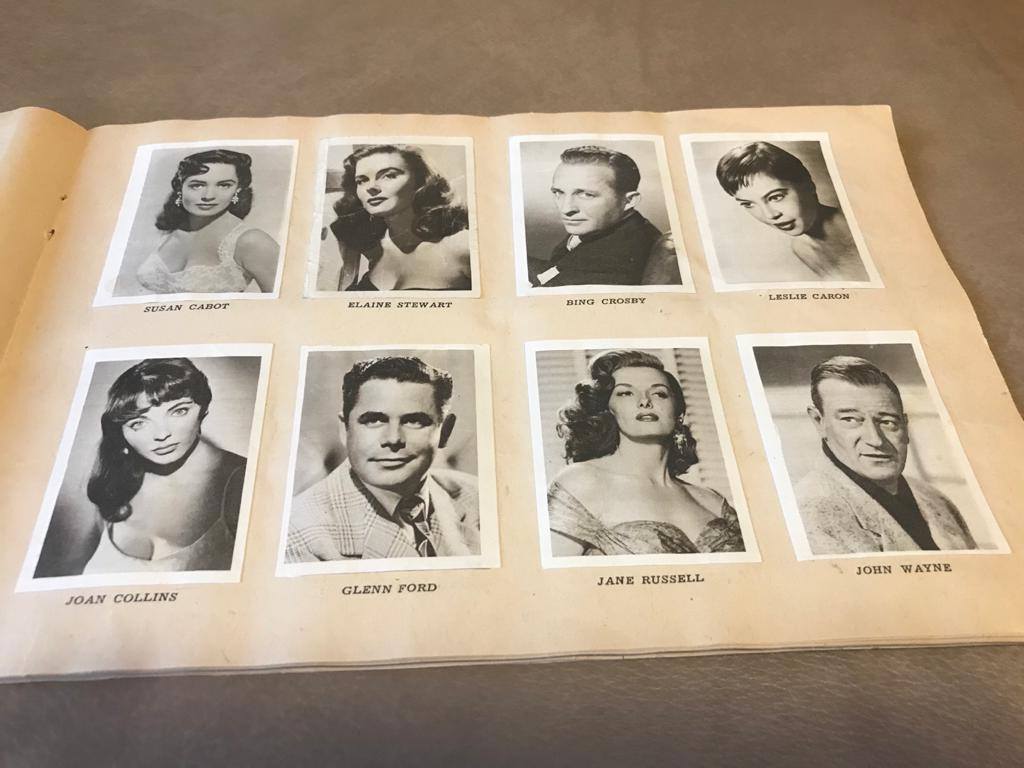 SUSAN CABOT
ELAINE STEWART
BING CROSBY
LESLIE CARON
JOAN COLLINS
GLENN FORD
JANE RUSSELL
JOHN WAYNE